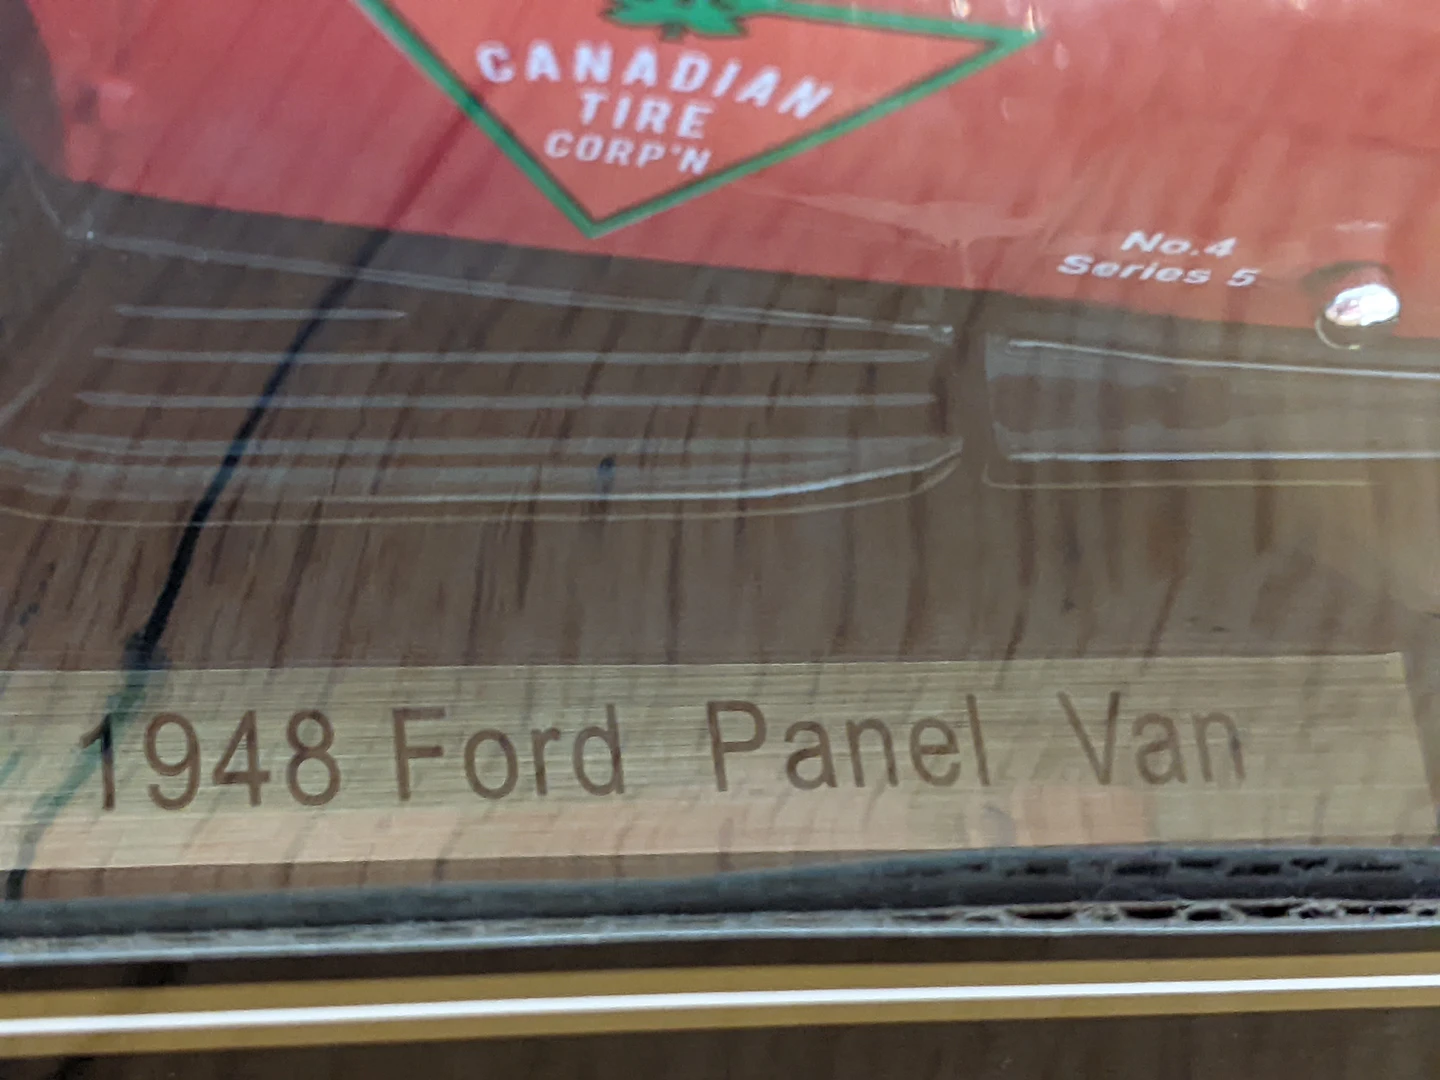 CANADIAN
TIRE
CORP'N
No.4
Series 5
1948 Ford Panel Van